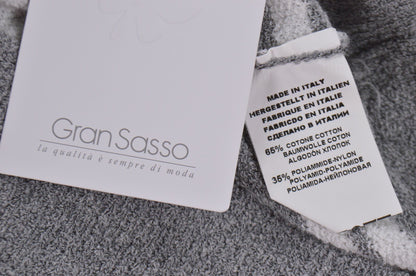 Gran Sasso
la qualità è sempre di moda
MADE IN ITALY
HERGESTELLT IN ITALIEN
FABRIQUE EN ITALIE
FABRICDO EN ITALIA
СДЕЛАНО В ИТАЛИИ
65% COTONE COTTON
BAUMWOLLE COTON
ALGODÓN ХЛОПОК
35% POLIAMMIDE-NYLON
POLYAMID-POLYAMIDE
POLIAMIDA-НЕЙЛОНОВАЯ